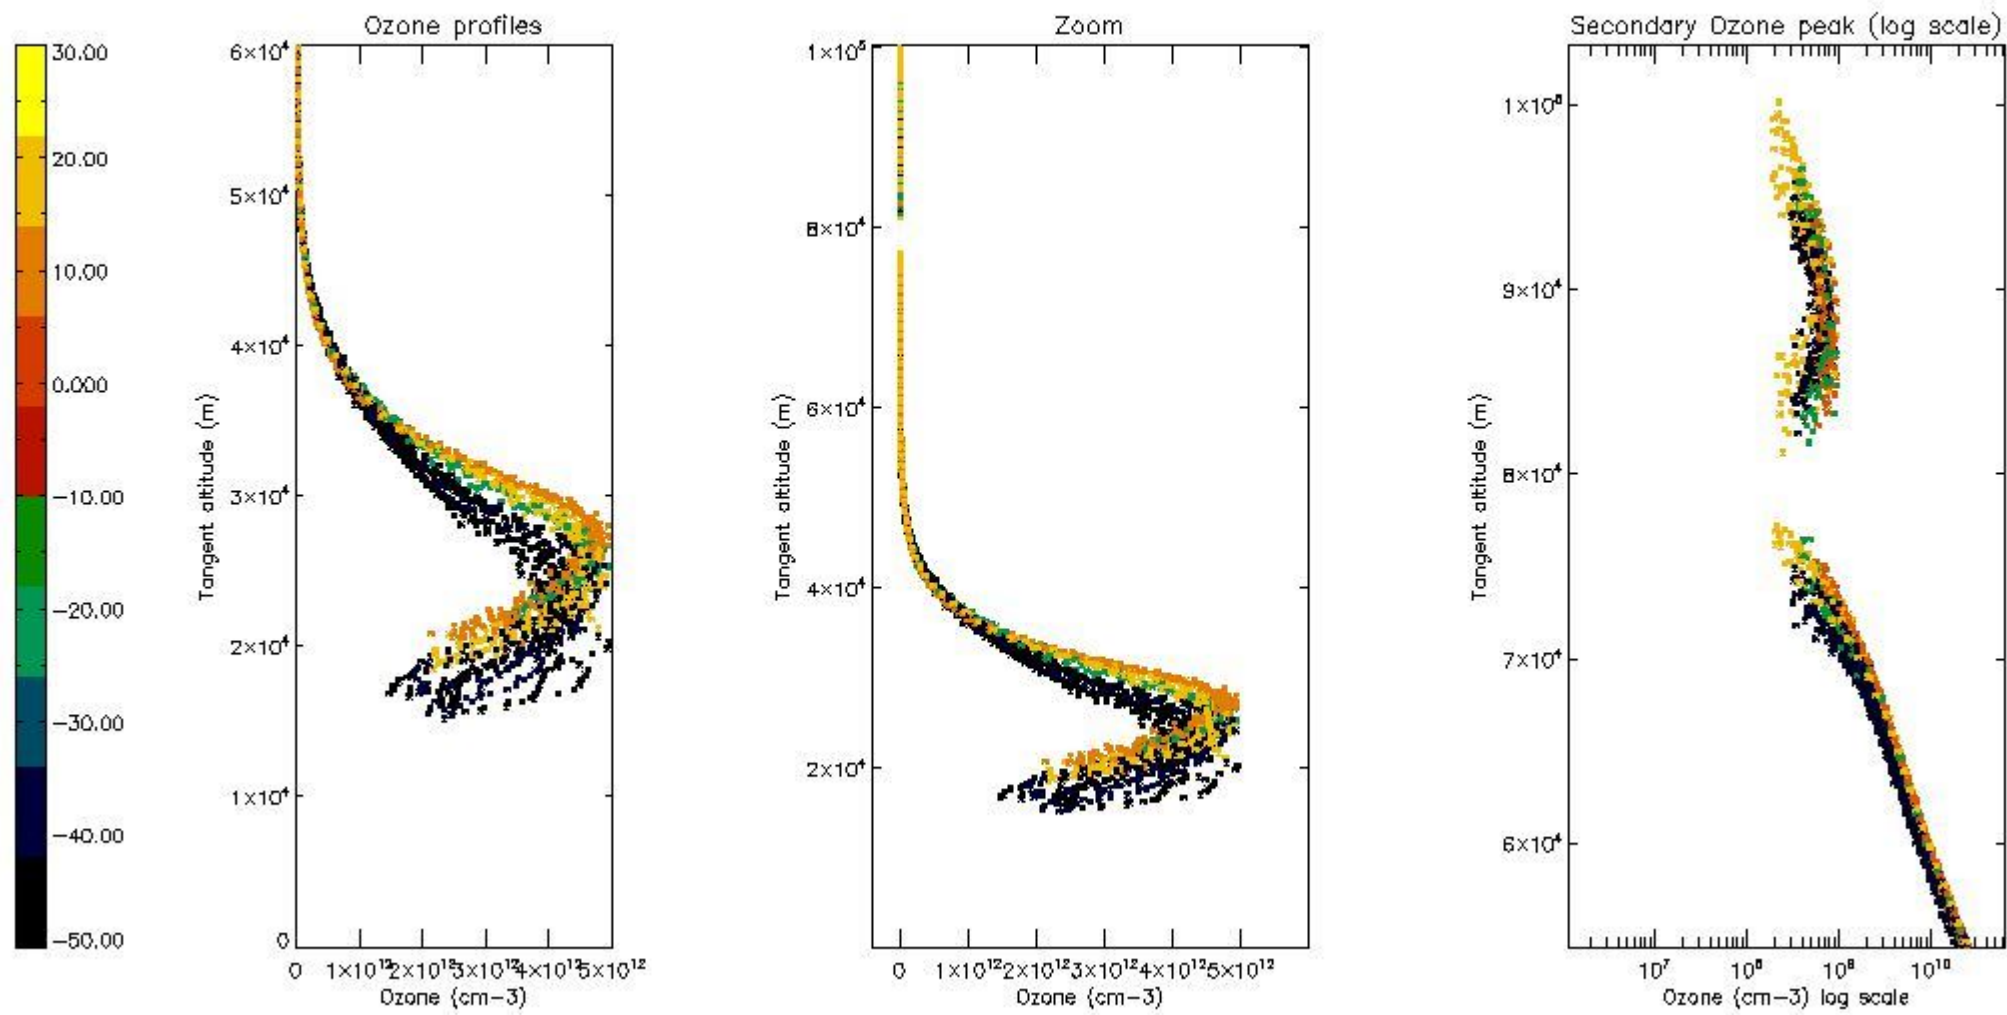 Ozone profiles
Zoom
Secondary Ozone peak (log scale)
30.00
20.00
10.00
0.000
−10.00
−20.00
−30.00
−40.00
−50.00
6×10⁴
5×10⁴
4×10⁴
3×10⁴
2×10⁴
1×10⁴
0
Tangent altitude (m)
0 1×10¹² 2×10¹² 3×10¹² 4×10¹² 5×10¹²
Ozone (cm−3)
1×10⁵
8×10⁴
6×10⁴
4×10⁴
2×10⁴
Tangent altitude (m)
0 1×10¹² 2×10¹² 3×10¹² 4×10¹² 5×10¹²
Ozone (cm−3)
1×10⁵
9×10⁴
8×10⁴
7×10⁴
6×10⁴
Tangent altitude (m)
10⁷ 10⁸ 10⁹ 10¹⁰
Ozone (cm−3) log scale